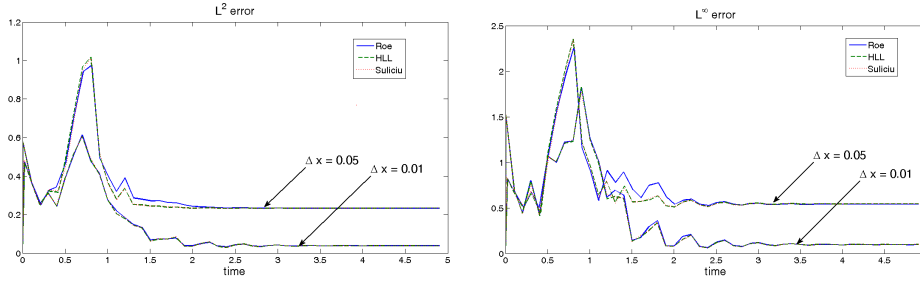 L² error
1.2
1
0.8
0.6
0.4
0.2
0
0 0.5 1 1.5 2 2.5 3 3.5 4 4.5 5
time
Roe
HLL
Suliciu
Δ x = 0.05
Δ x = 0.01
L∞ error
2.5
2
1.5
1
0.5
0
0 0.5 1 1.5 2 2.5 3 3.5 4 4.5 5
time
Roe
HLL
Suliciu
Δ x = 0.05
Δ x = 0.01